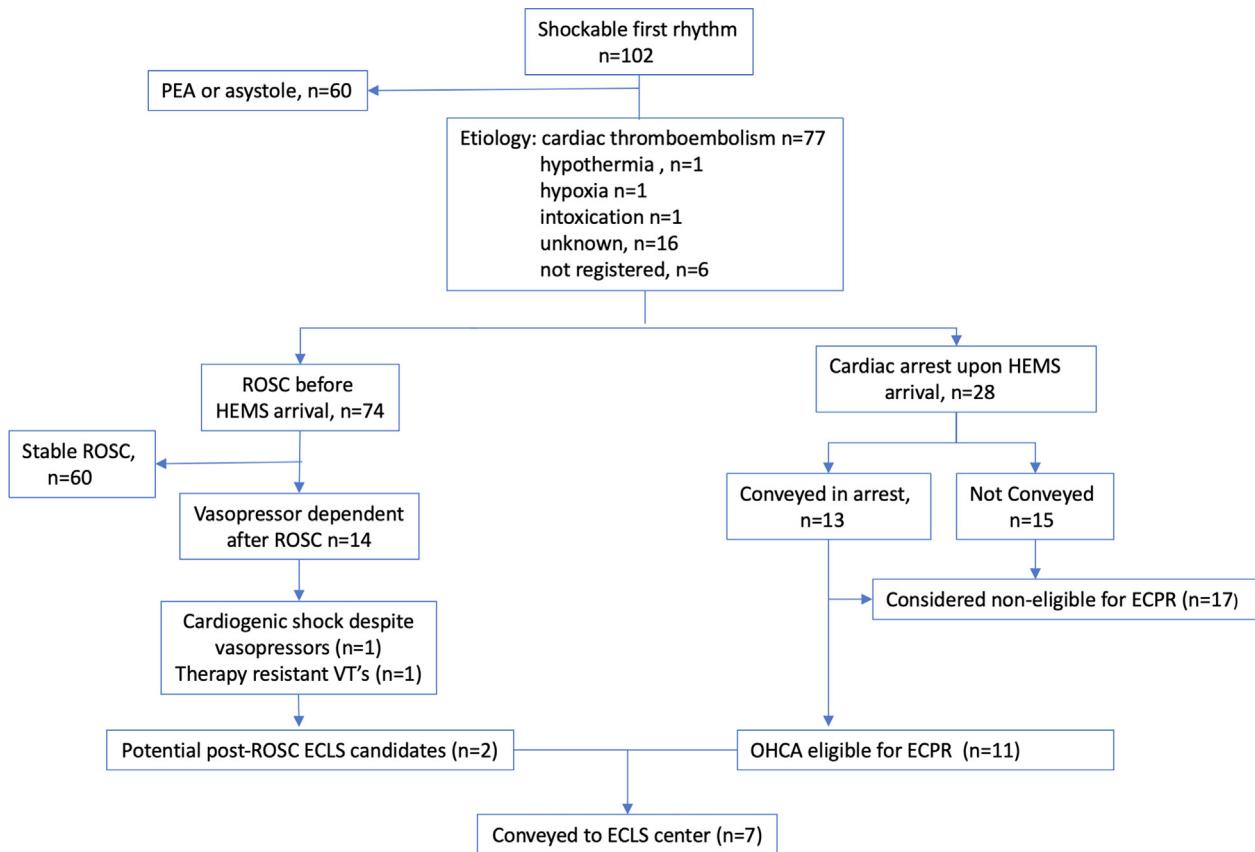 Shockable first rhythm
n=102
PEA or asystole, n=60
Etiology: cardiac thromboembolism n=77
hypothermia , n=1
hypoxia n=1
intoxication n=1
unknown, n=16
not registered, n=6
ROSC before
HEMS arrival, n=74
Cardiac arrest upon HEMS
arrival, n=28
Stable ROSC,
n=60
Vasopressor dependent
after ROSC n=14
Conveyed in arrest,
n=13
Not Conveyed
n=15
Considered non-eligible for ECPR (n=17)
Cardiogenic shock despite
vasopressors (n=1)
Therapy resistant VT's (n=1)
Potential post-ROSC ECLS candidates (n=2)
OHCA eligible for ECPR (n=11)
Conveyed to ECLS center (n=7)